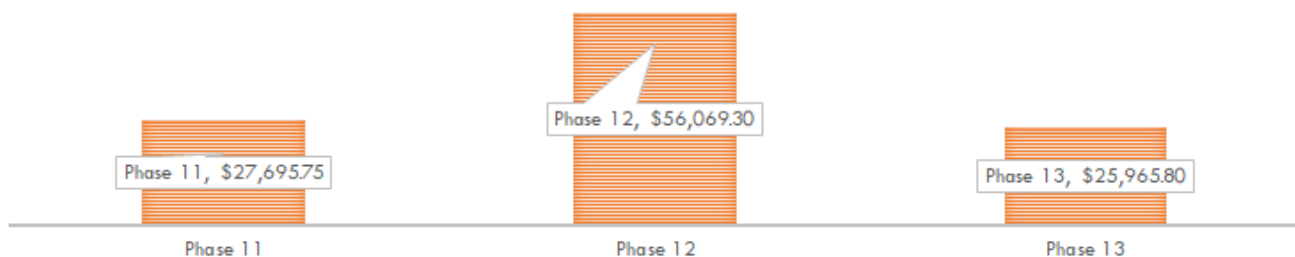 Phase 12, $56,069.30
Phase 11, $27,695.75
Phase 13, $25,965.80
Phase 11
Phase 12
Phase 13